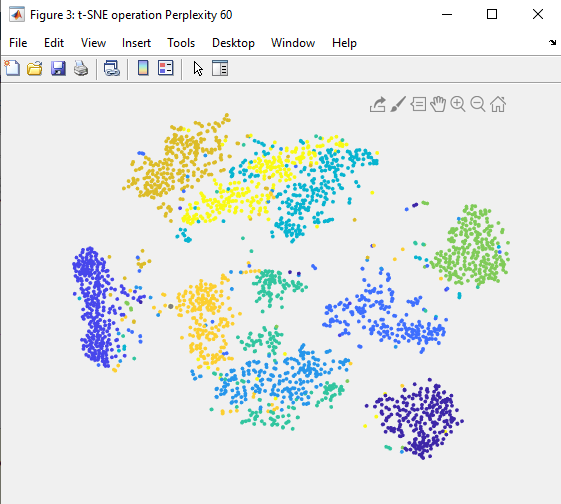 Figure 3: t-SNE operation Perplexity 60
File Edit View Insert Tools Desktop Window Help